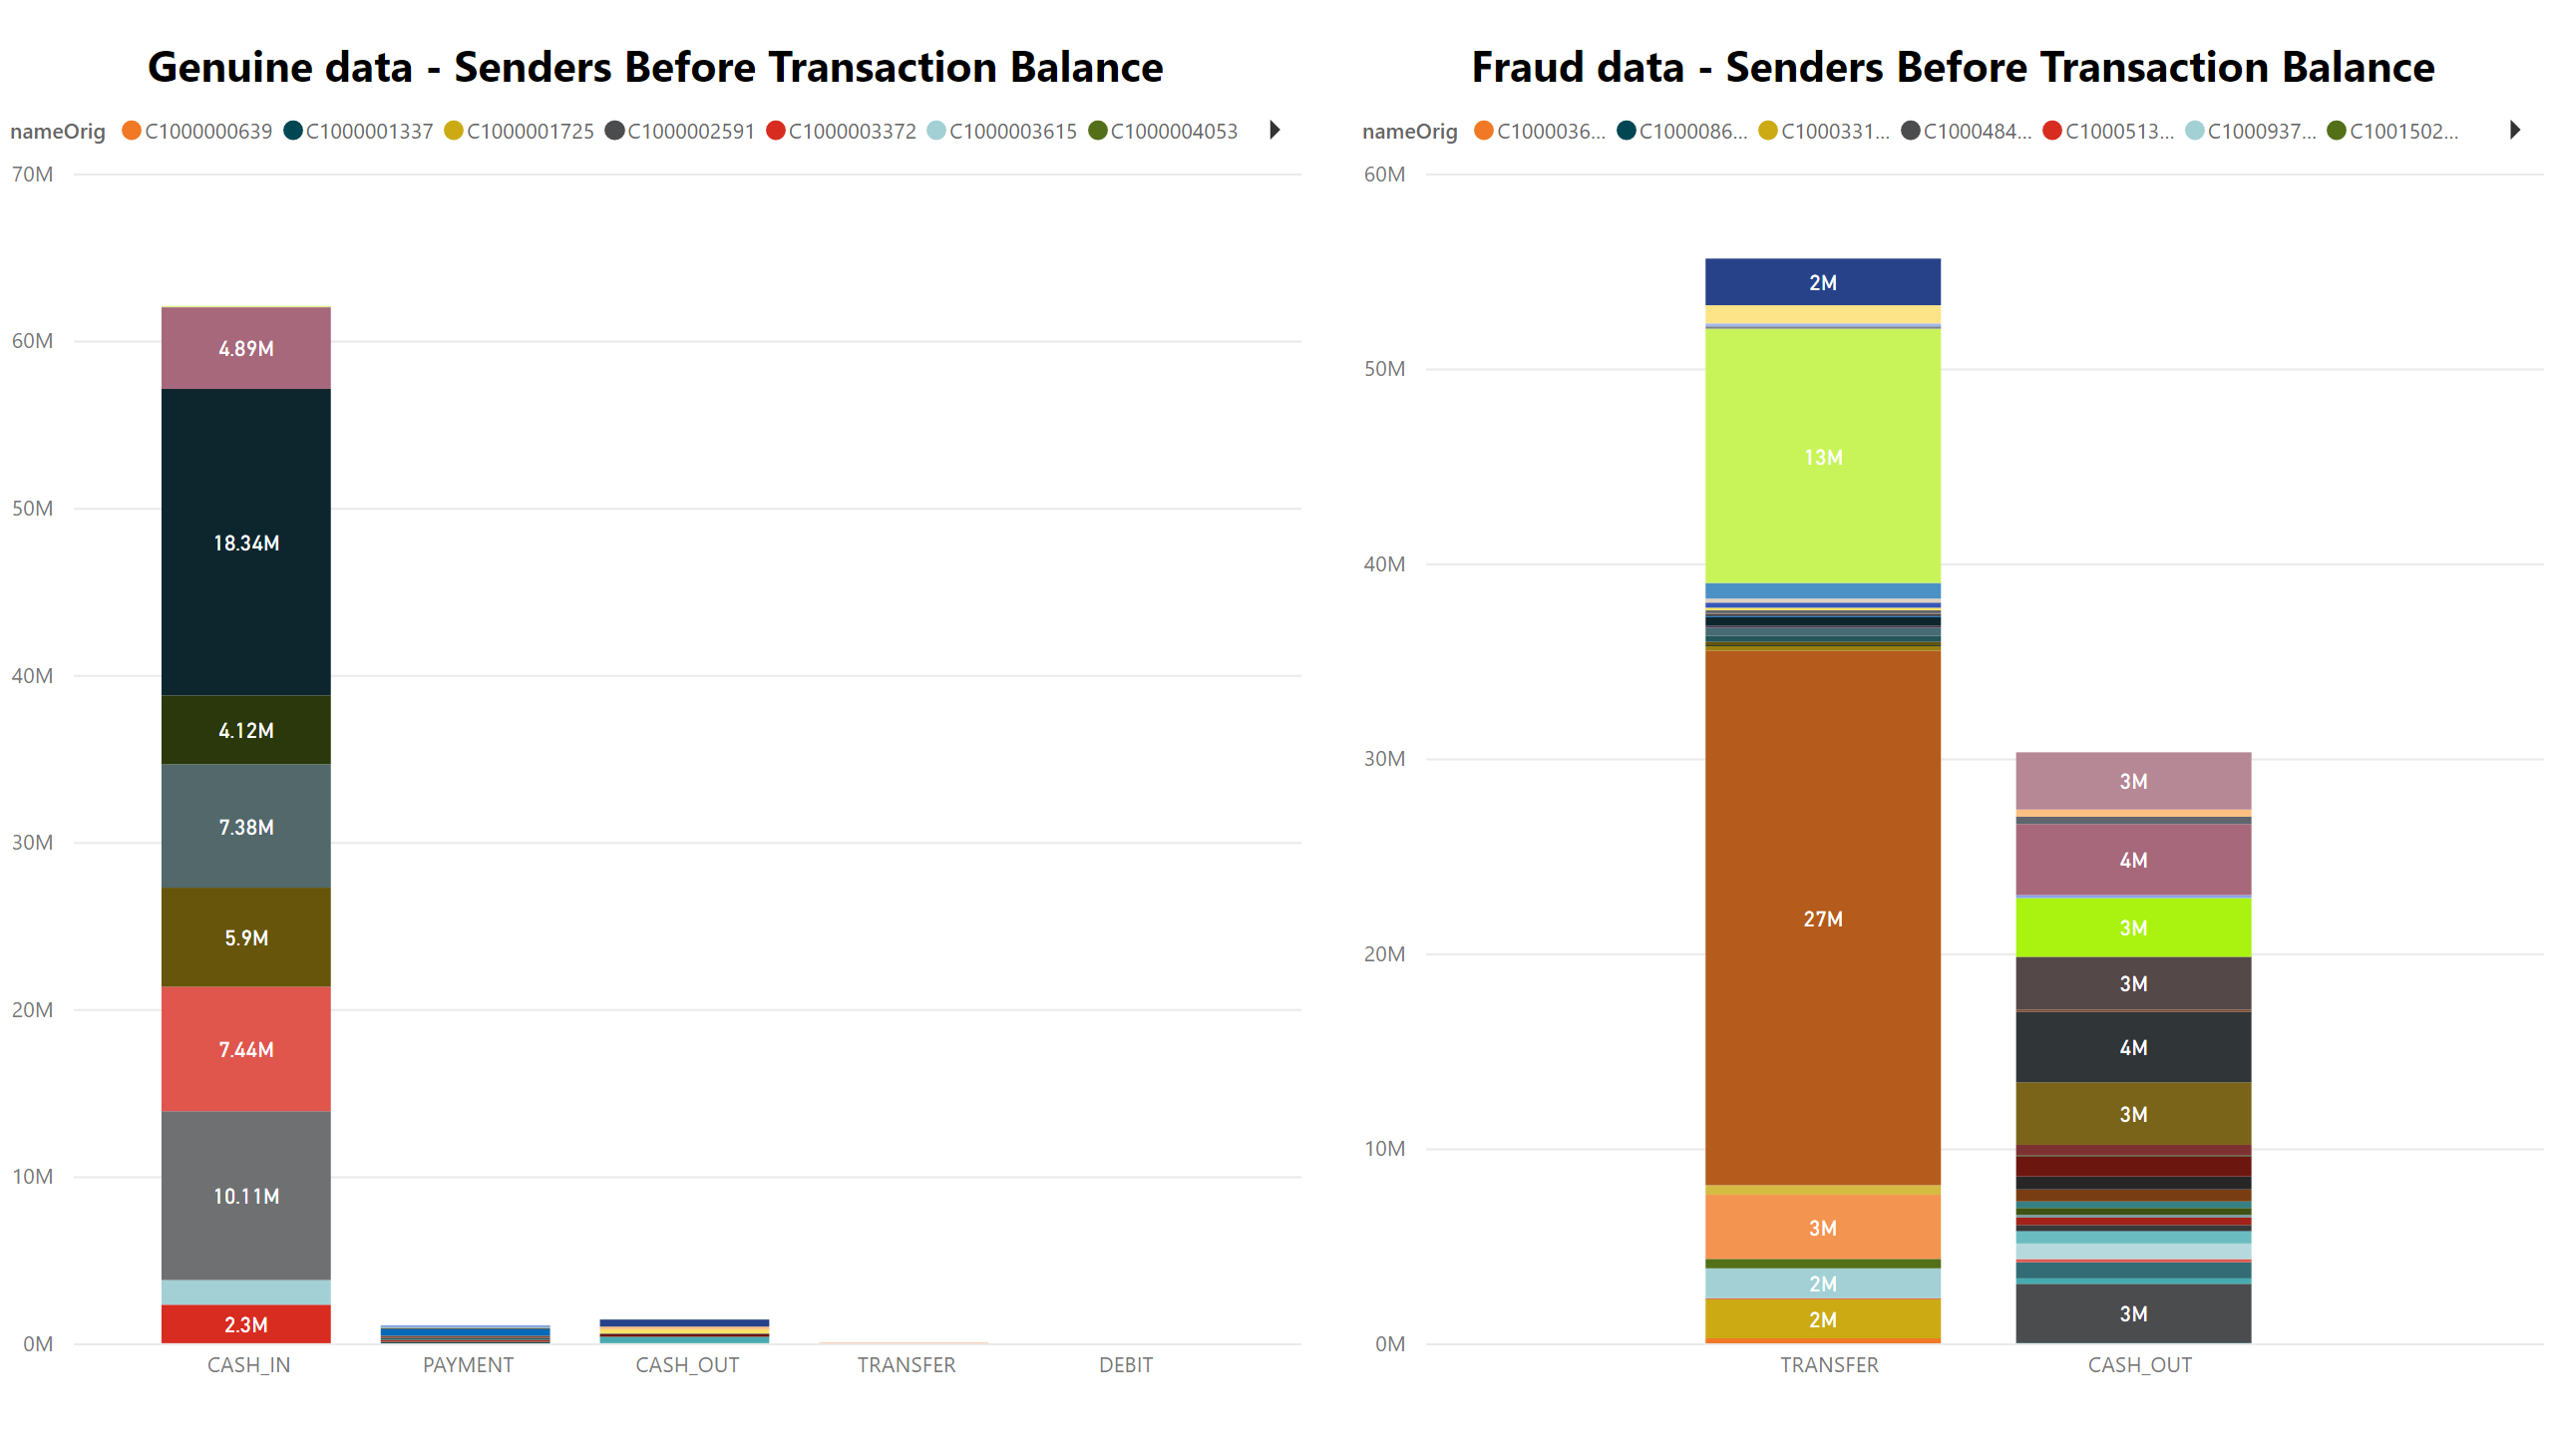 Genuine data - Senders Before Transaction Balance
nameOrig C1000000639 C1000001337 C1000001725 C1000002591 C1000003372 C1000003615 C1000004053
70M
60M
50M
40M
30M
20M
10M
0M
4.89M
18.34M
4.12M
7.38M
5.9M
7.44M
10.11M
2.3M
CASH_IN PAYMENT CASH_OUT TRANSFER DEBIT
Fraud data - Senders Before Transaction Balance
nameOrig C1000036... C1000086... C1000331... C1000484... C1000513... C1000937... C1001502...
60M
50M
40M
30M
20M
10M
0M
2M
13M
27M
3M
2M
2M
3M
4M
3M
3M
4M
3M
3M
TRANSFER CASH_OUT